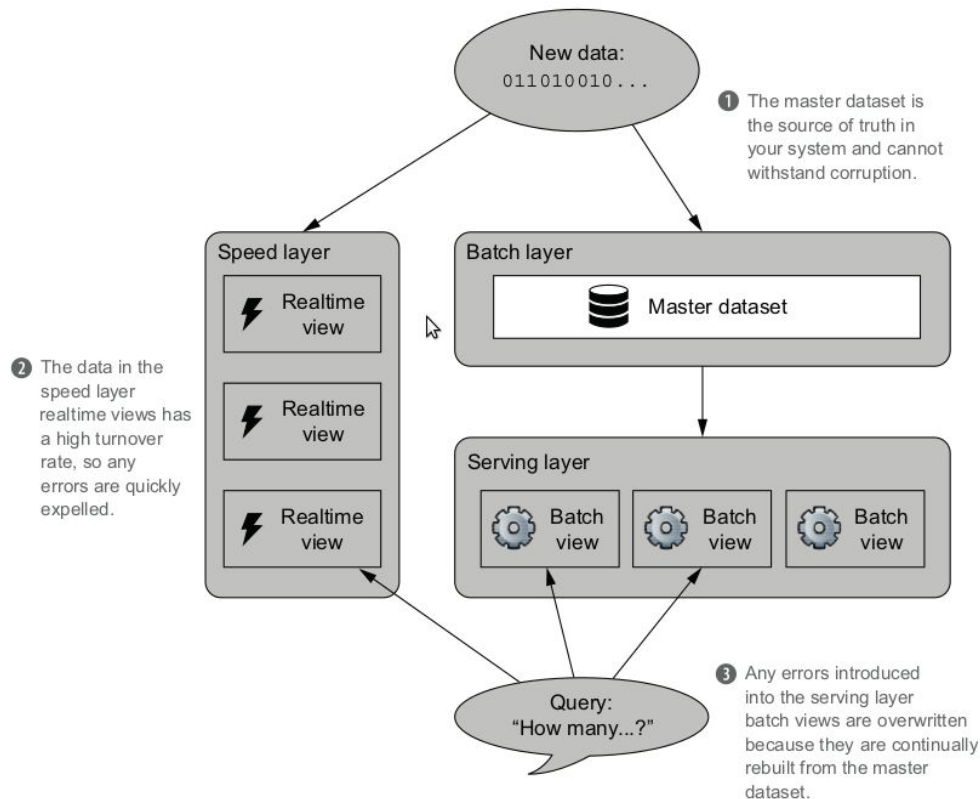 New data:
011010010...
1 The master dataset is
the source of truth in
your system and cannot
withstand corruption.
Speed layer
Realtime
view
Realtime
view
Realtime
view
Batch layer
Master dataset
2 The data in the
speed layer
realtime views has
a high turnover
rate, so any
errors are quickly
expelled.
Serving layer
Batch
view
Batch
view
Batch
view
Query:
“How many...?”
3 Any errors introduced
into the serving layer
batch views are overwritten
because they are continually
rebuilt from the master
dataset.